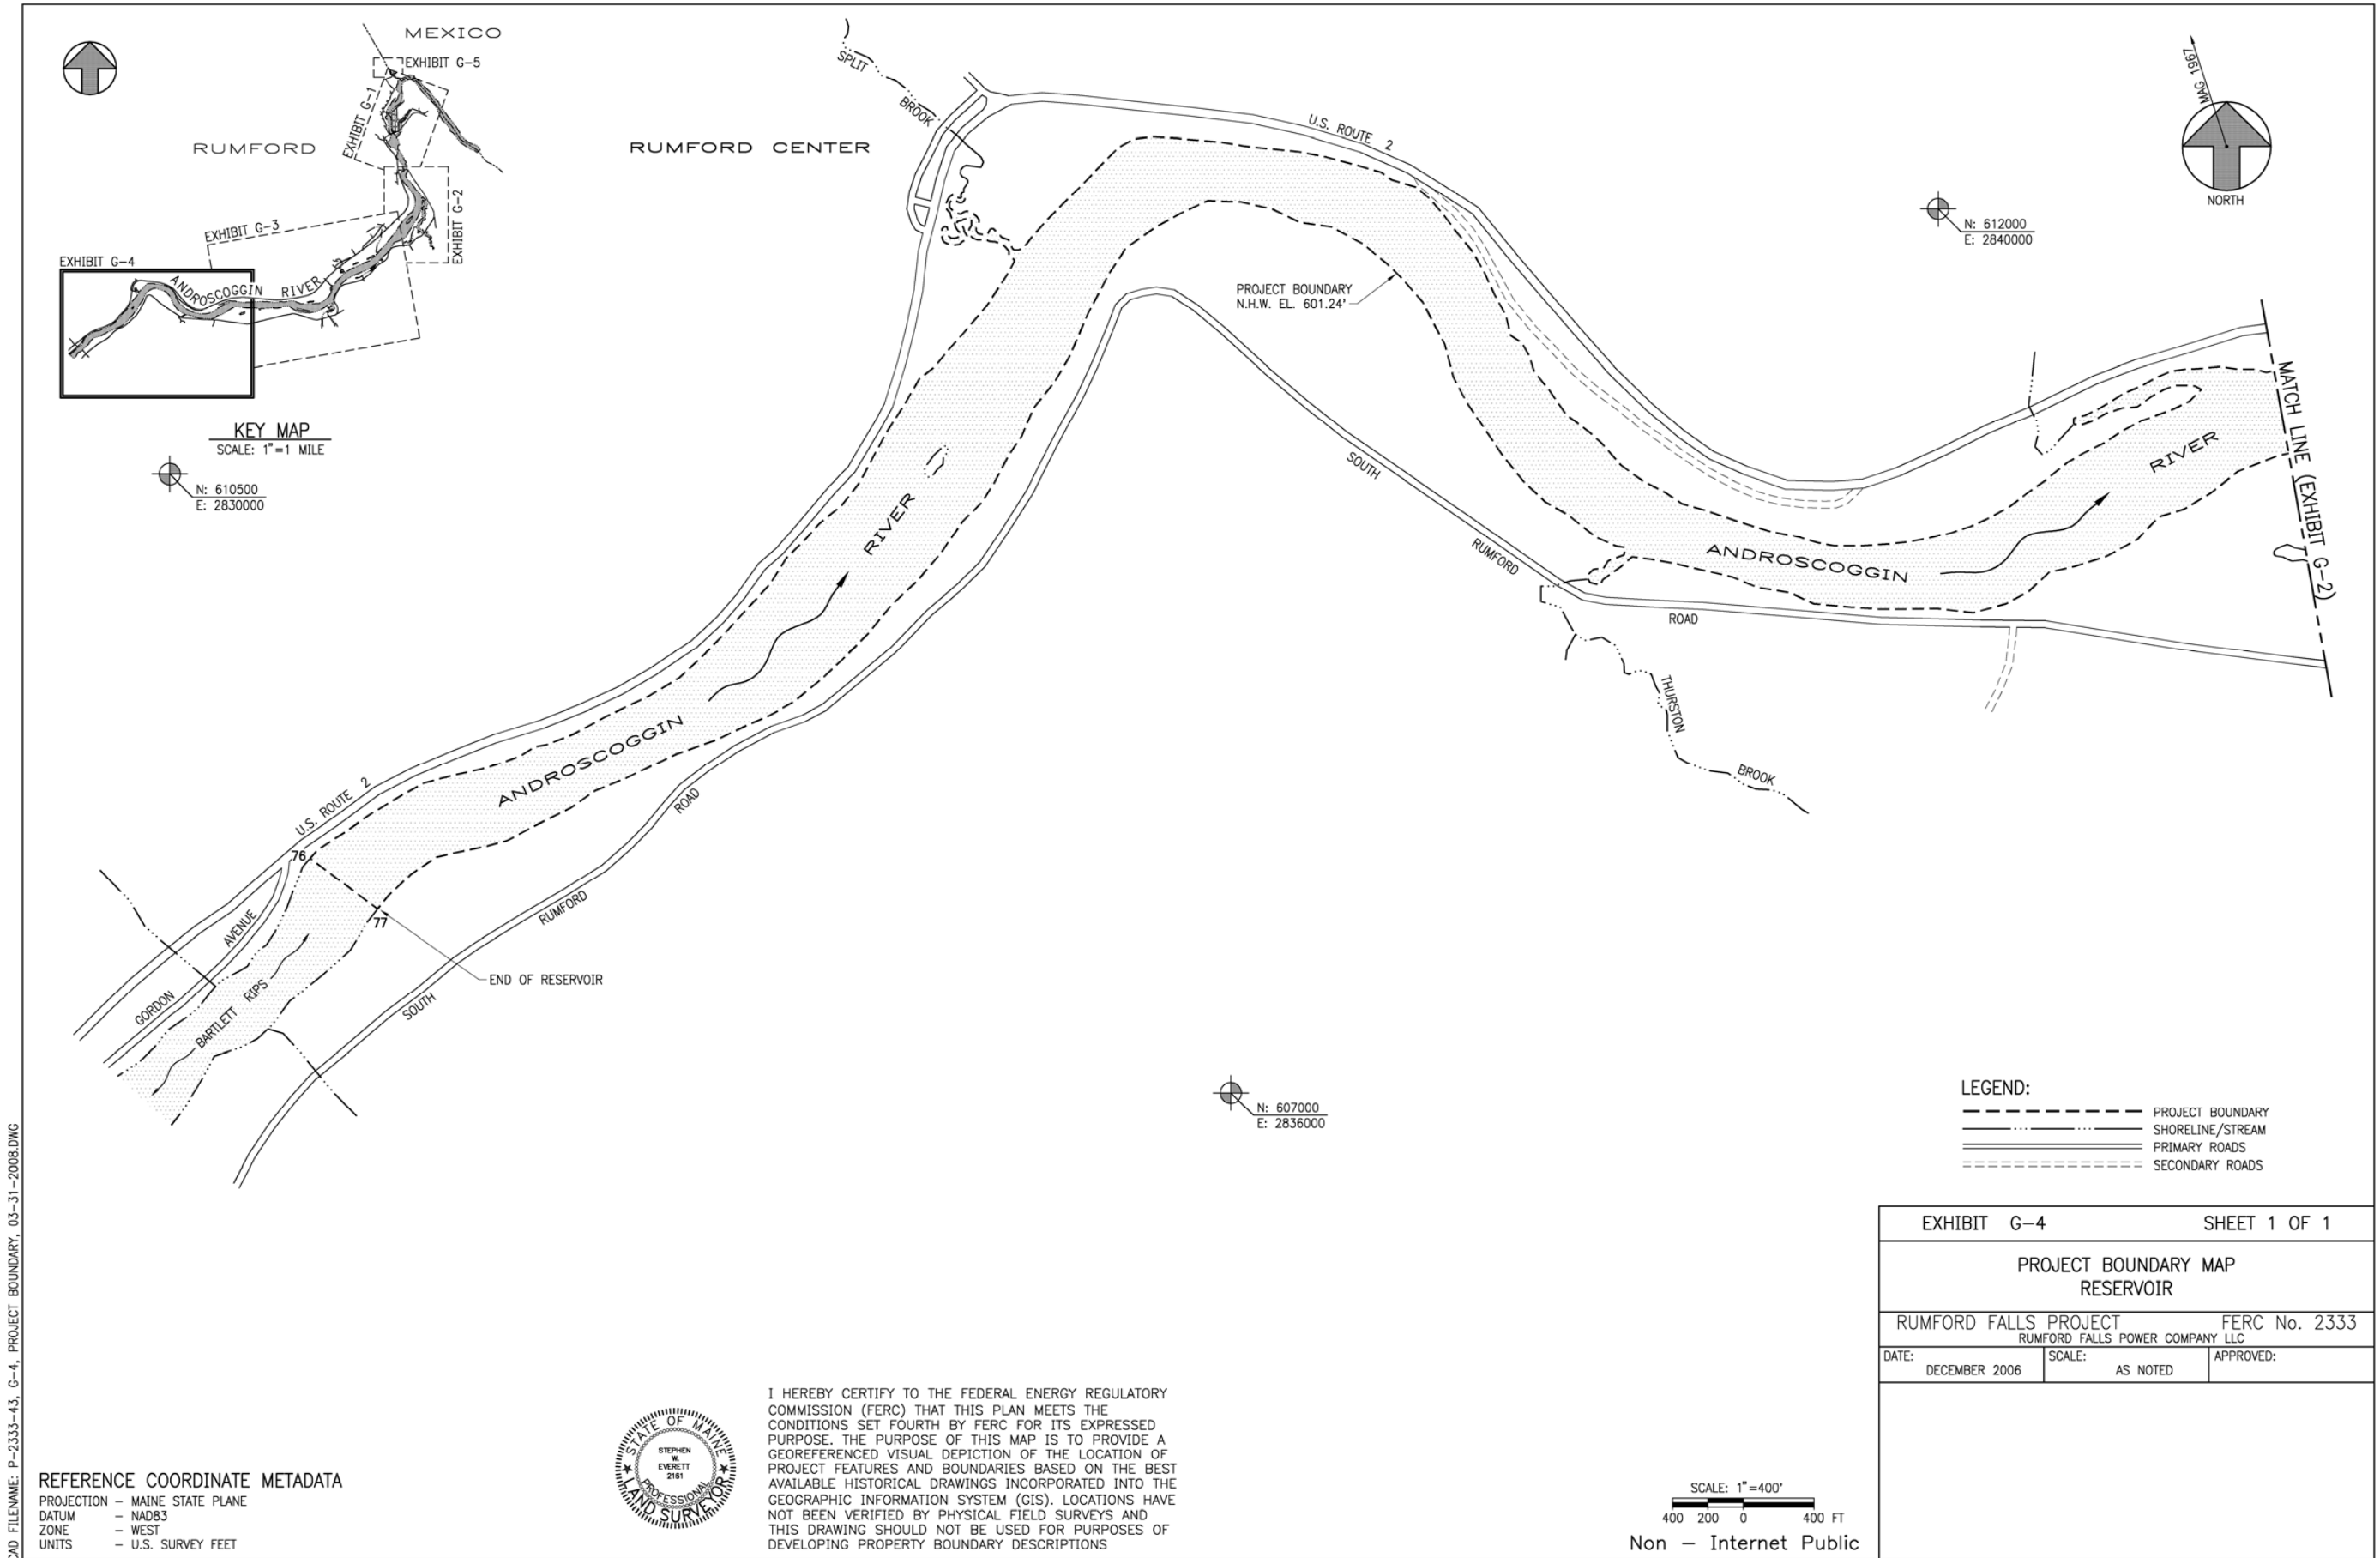 MEXICO
EXHIBIT G-5
EXHIBIT G-1
RUMFORD
EXHIBIT G-2
EXHIBIT G-3
EXHIBIT G-4
ANDROSCOGGIN RIVER
KEY MAP
SCALE: 1"=1 MILE
N: 610500
E: 2830000
SPLIT
BROOK
RUMFORD CENTER
U.S. ROUTE 2
MAG 1967
NORTH
N: 612000
E: 2840000
PROJECT BOUNDARY
N.H.W. EL. 601.24'
MATCH LINE (EXHIBIT G-2)
RIVER
SOUTH
RUMFORD
ROAD
ANDROSCOGGIN
RIVER
THURSTON
BROOK
ANDROSCOGGIN
U.S. ROUTE 2
ROAD
76
77
RUMFORD
AVENUE
GORDON
BARTLETT RIPS
SOUTH
END OF RESERVOIR
N: 607000
E: 2836000
LEGEND:
PROJECT BOUNDARY
SHORELINE/STREAM
PRIMARY ROADS
SECONDARY ROADS
EXHIBIT G-4 SHEET 1 OF 1
PROJECT BOUNDARY MAP
RESERVOIR
RUMFORD FALLS PROJECT FERC No. 2333
RUMFORD FALLS POWER COMPANY LLC
DATE: SCALE: APPROVED:
DECEMBER 2006 AS NOTED
CAD FILENAME: P-2333-43, G-4, PROJECT BOUNDARY, 03-31-2008.DWG
REFERENCE COORDINATE METADATA
PROJECTION - MAINE STATE PLANE
DATUM - NAD83
ZONE - WEST
UNITS - U.S. SURVEY FEET
STATE OF MAINE
STEPHEN
W.
EVERETT
2161
PROFESSIONAL
LAND SURVEYOR
I HEREBY CERTIFY TO THE FEDERAL ENERGY REGULATORY
COMMISSION (FERC) THAT THIS PLAN MEETS THE
CONDITIONS SET FOURTH BY FERC FOR ITS EXPRESSED
PURPOSE. THE PURPOSE OF THIS MAP IS TO PROVIDE A
GEOREFERENCED VISUAL DEPICTION OF THE LOCATION OF
PROJECT FEATURES AND BOUNDARIES BASED ON THE BEST
AVAILABLE HISTORICAL DRAWINGS INCORPORATED INTO THE
GEOGRAPHIC INFORMATION SYSTEM (GIS). LOCATIONS HAVE
NOT BEEN VERIFIED BY PHYSICAL FIELD SURVEYS AND
THIS DRAWING SHOULD NOT BE USED FOR PURPOSES OF
DEVELOPING PROPERTY BOUNDARY DESCRIPTIONS
SCALE: 1"=400'
400 200 0 400 FT
Non - Internet Public